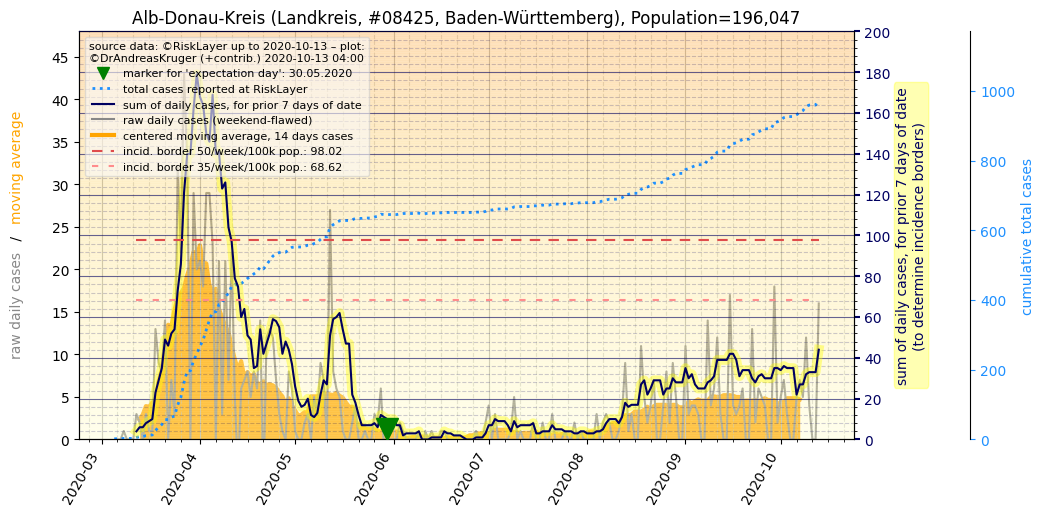 Alb-Donau-Kreis (Landkreis, #08425, Baden-Württemberg), Population=196,047
source data: ©RiskLayer up to 2020-10-13 – plot:
©DrAndreasKruger (+contrib.) 2020-10-13 04:00
marker for 'expectation day': 30.05.2020
total cases reported at RiskLayer
sum of daily cases, for prior 7 days of date
raw daily cases (weekend-flawed)
centered moving average, 14 days cases
incid. border 50/week/100k pop.: 98.02
incid. border 35/week/100k pop.: 68.62
raw daily cases / moving average
45
40
35
30
25
20
15
10
5
0
2020-03
2020-04
2020-05
2020-06
2020-07
2020-08
2020-09
2020-10
200
180
160
140
120
100
80
60
40
20
0
sum of daily cases, for prior 7 days of date
(to determine incidence borders)
1000
800
600
400
200
0
cumulative total cases